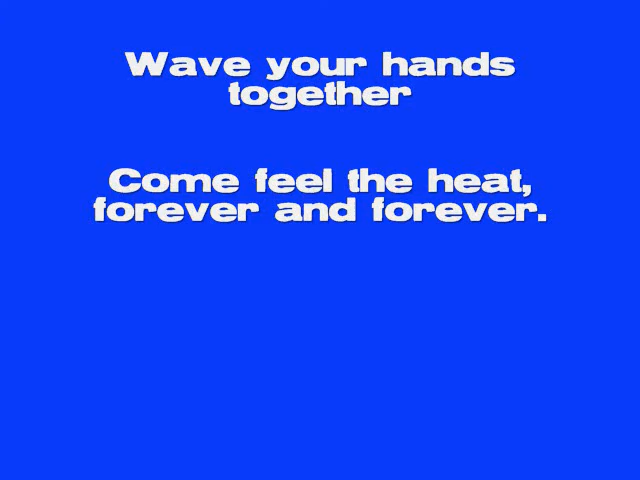 Wave your hands
together
Come feel the heat,
forever and forever.